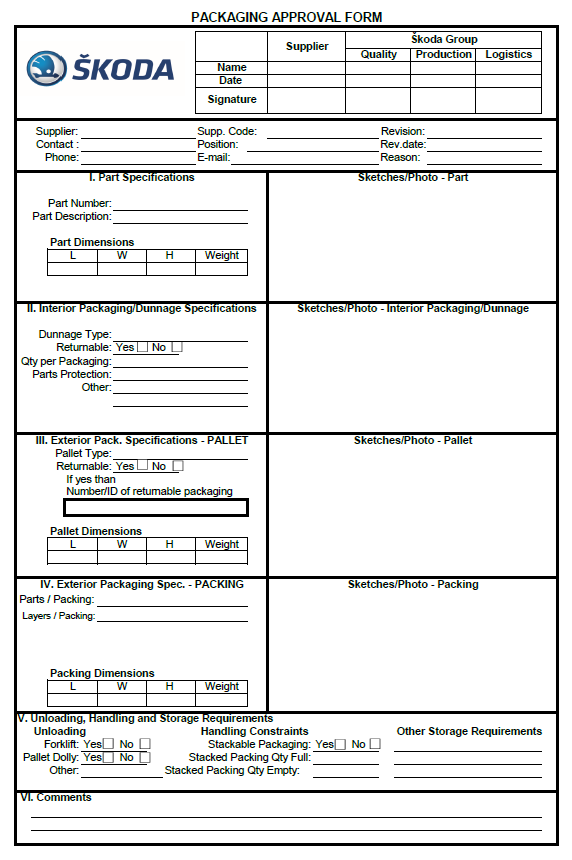 PACKAGING APPROVAL FORM
ŠKODA
Supplier
Škoda Group
Quality Production Logistics
Name
Date
Signature
Supplier: Supp. Code: Revision:
Contact : Position: Rev.date:
Phone: E-mail: Reason:
I. Part Specifications
Sketches/Photo - Part
Part Number:
Part Description:
Part Dimensions
L W H Weight
II. Interior Packaging/Dunnage Specifications
Sketches/Photo - Interior Packaging/Dunnage
Dunnage Type:
Returnable: Yes No
Qty per Packaging:
Parts Protection:
Other:
III. Exterior Pack. Specifications - PALLET
Sketches/Photo - Pallet
Pallet Type:
Returnable: Yes No
If yes than
Number/ID of returnable packaging
Pallet Dimensions
L W H Weight
IV. Exterior Packaging Spec. - PACKING
Sketches/Photo - Packing
Parts / Packing:
Layers / Packing:
Packing Dimensions
L W H Weight
V. Unloading, Handling and Storage Requirements
Unloading Handling Constraints Other Storage Requirements
Forklift: Yes No Stackable Packaging: Yes No
Pallet Dolly: Yes No Stacked Packing Qty Full:
Other: Stacked Packing Qty Empty:
VI. Comments